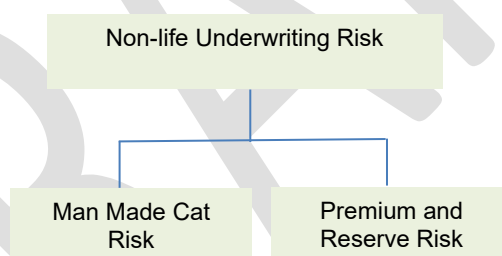 Non-life Underwriting Risk
Man Made Cat
Risk
Premium and
Reserve Risk